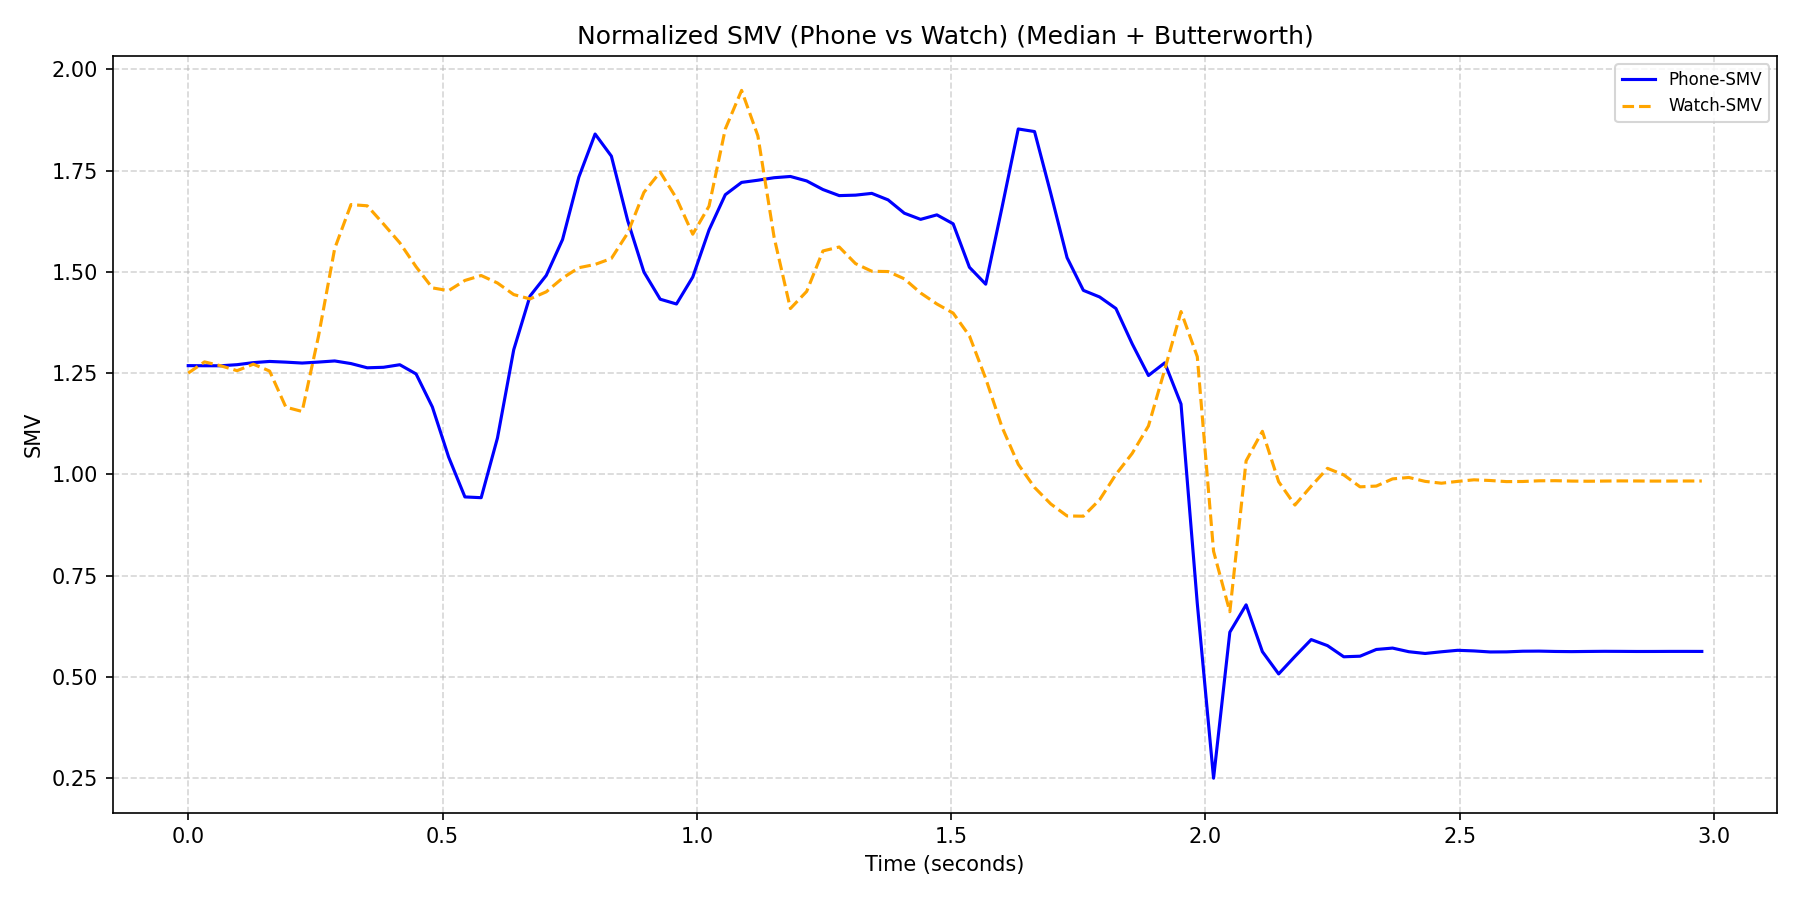 Normalized SMV (Phone vs Watch) (Median + Butterworth)
Phone-SMV
Watch-SMV
SMV
2.00
1.75
1.50
1.25
1.00
0.75
0.50
0.25
0.0 0.5 1.0 1.5 2.0 2.5 3.0
Time (seconds)